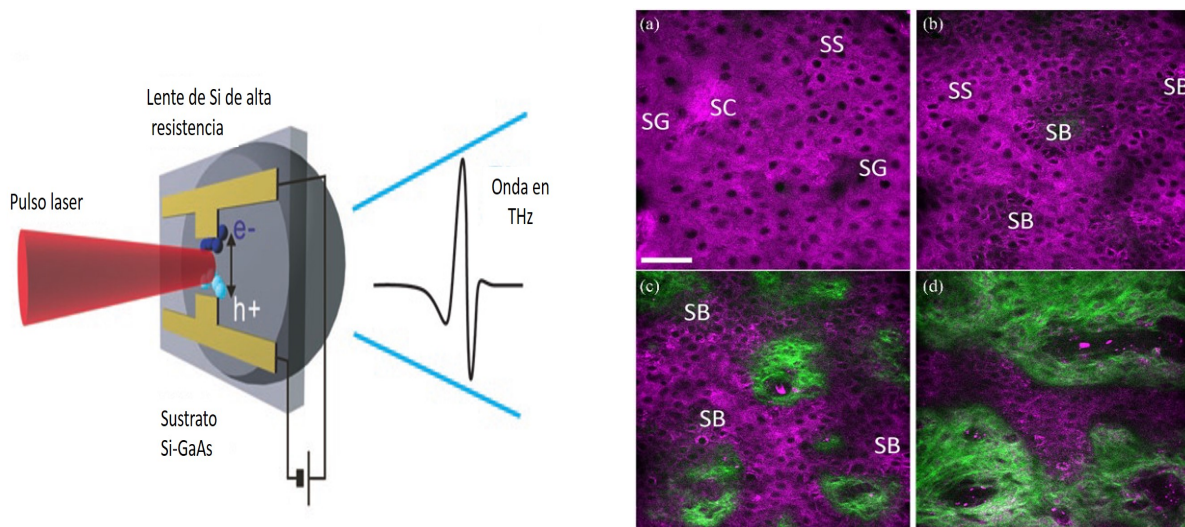 Lente de Si de alta
resistencia
Pulso laser
e-
h+
Onda en
THz
Sustrato
Si-GaAs
(a)
SS
SC
SG
SG
(b)
SS
SB
SB
SB
(c)
SB
SB
SB
(d)